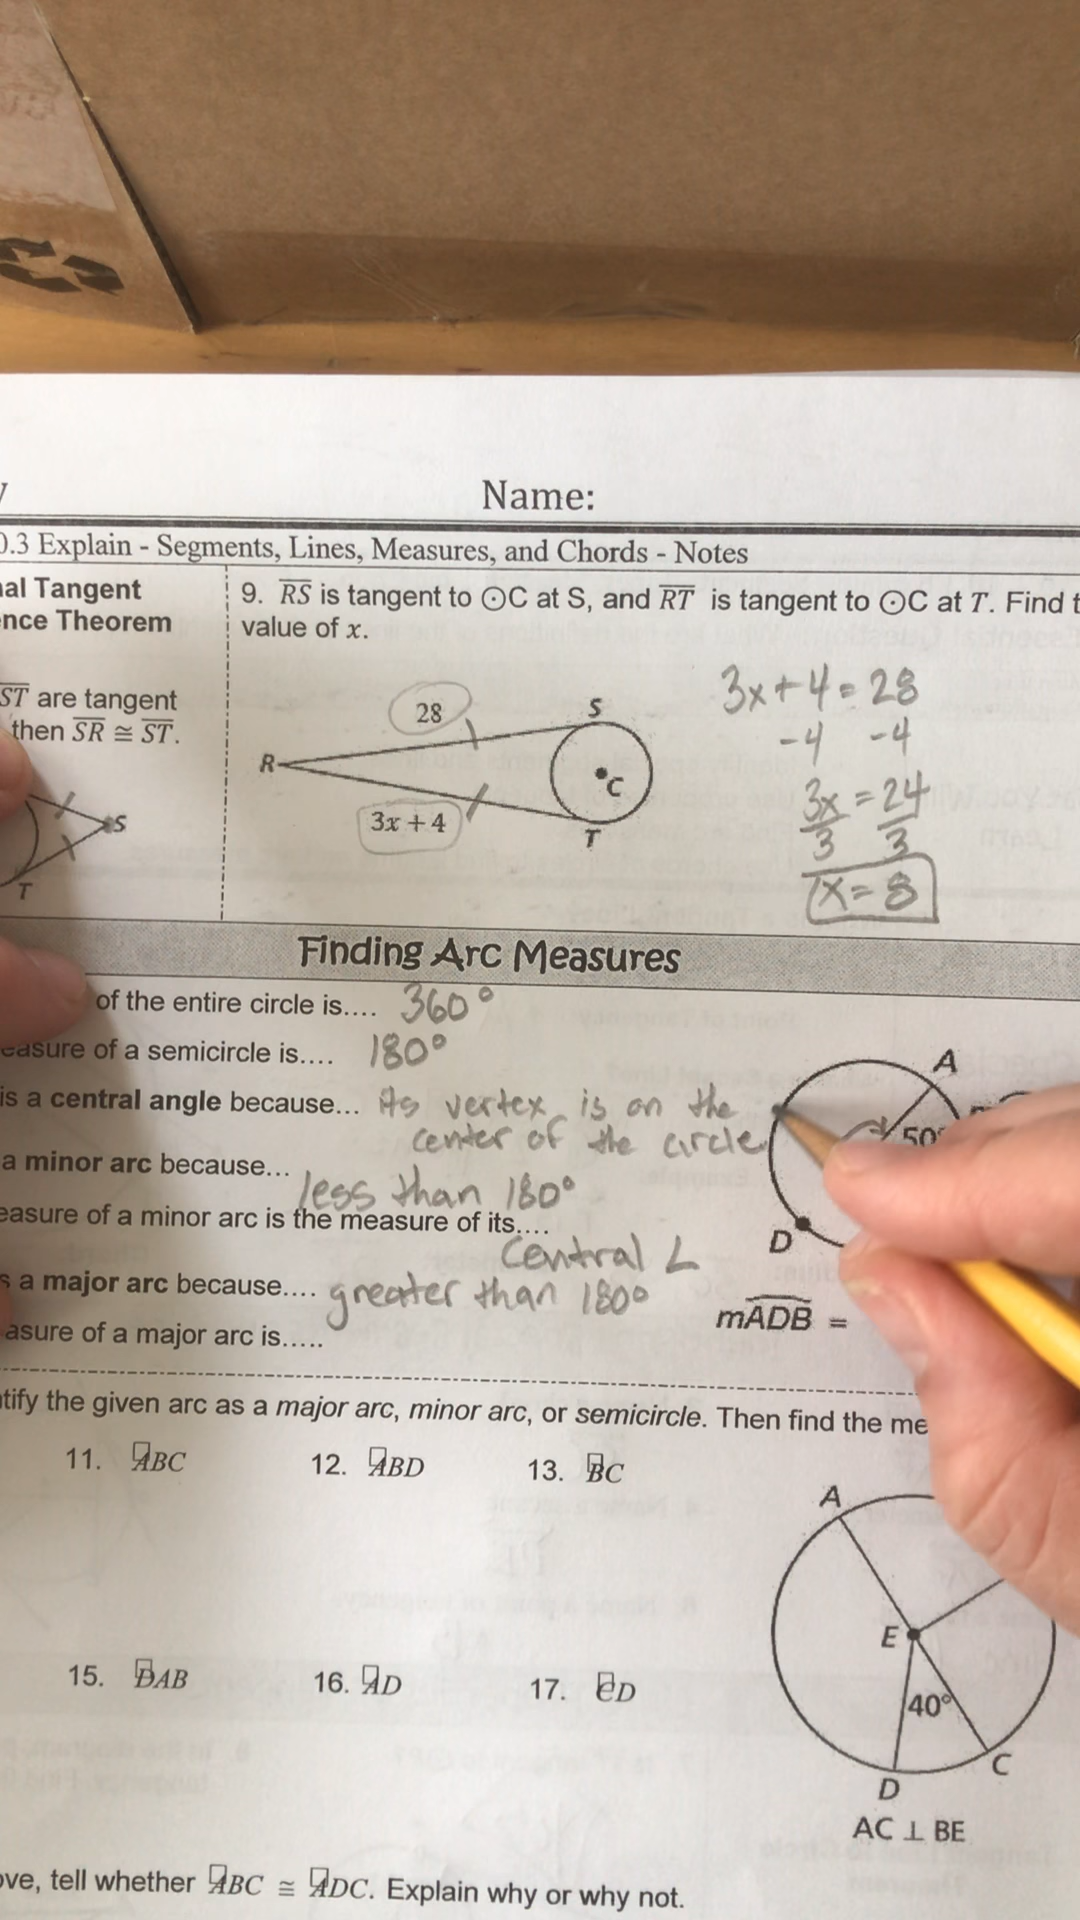 Name:
0.3 Explain - Segments, Lines, Measures, and Chords - Notes
nal Tangent
nce Theorem
ST are tangent
then SR ≅ ST.
S
T
9. RS is tangent to ⊙C at S, and RT is tangent to ⊙C at T. Find t
value of x.
28
S
R
C
3x + 4
T
3x + 4 = 28
-4 -4
3x = 24
3 3
x = 8
Finding Arc Measures
of the entire circle is.... 360°
easure of a semicircle is.... 180°
is a central angle because... its vertex is on the
center of the circle
a minor arc because...
less than 180°
easure of a minor arc is the measure of its....
Central ∠
s a major arc because.... greater than 180°
asure of a major arc is.....
A
50°
D
mADB =
tify the given arc as a major arc, minor arc, or semicircle. Then find the me
11. ABC 12. ABD 13. BC
15. DAB 16. AD 17. CD
A
E
40°
C
D
AC ⊥ BE
ove, tell whether ABC ≅ ADC. Explain why or why not.